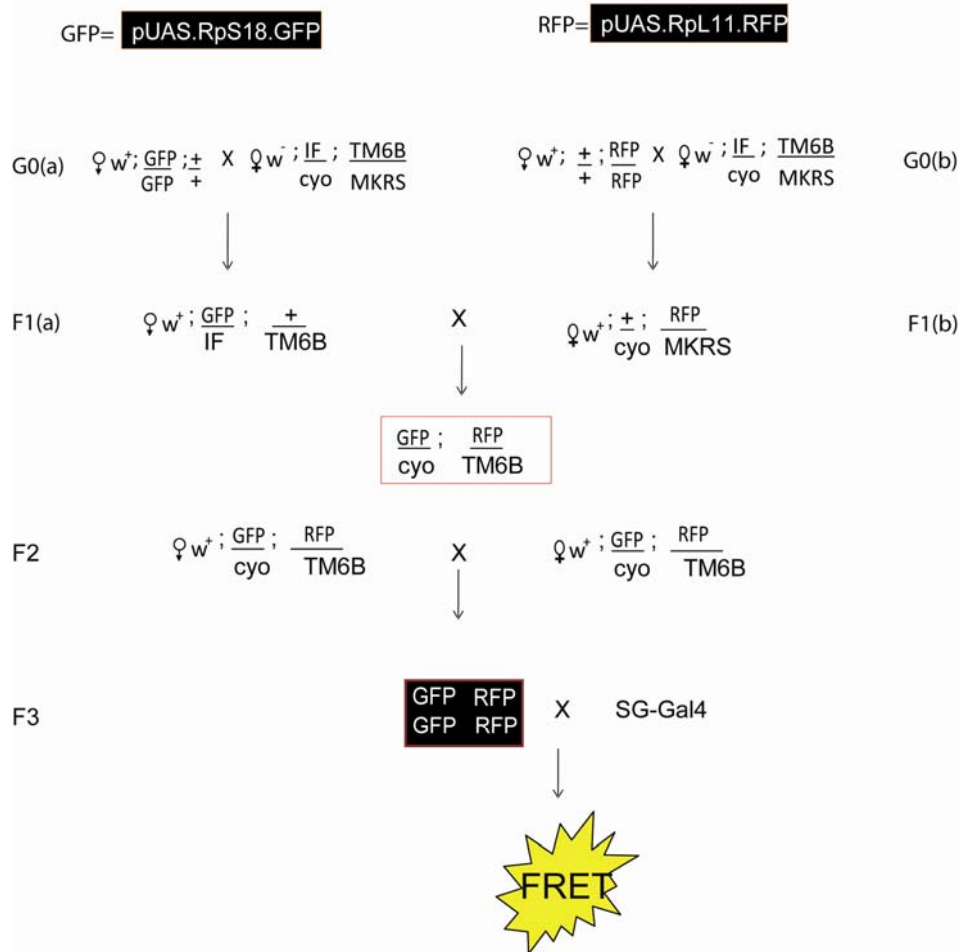 GFP= pUAS.RpS18.GFP
RFP= pUAS.RpL11.RFP
G0(a) ♀ w⁺; GFP/GFP ; +/+ X ♀ w⁻; IF/cyo ; TM6B/MKRS
♀ w⁺; +/+ ; RFP/RFP X ♀ w⁻; IF/cyo ; TM6B/MKRS G0(b)
F1(a) ♀ w⁺; GFP/IF ; +/TM6B X ♀ w⁺; +/cyo ; RFP/MKRS F1(b)
GFP/cyo ; RFP/TM6B
F2 ♀ w⁺; GFP/cyo ; RFP/TM6B X ♀ w⁺; GFP/cyo ; RFP/TM6B
F3
GFP RFP
GFP RFP
X SG-Gal4
FRET